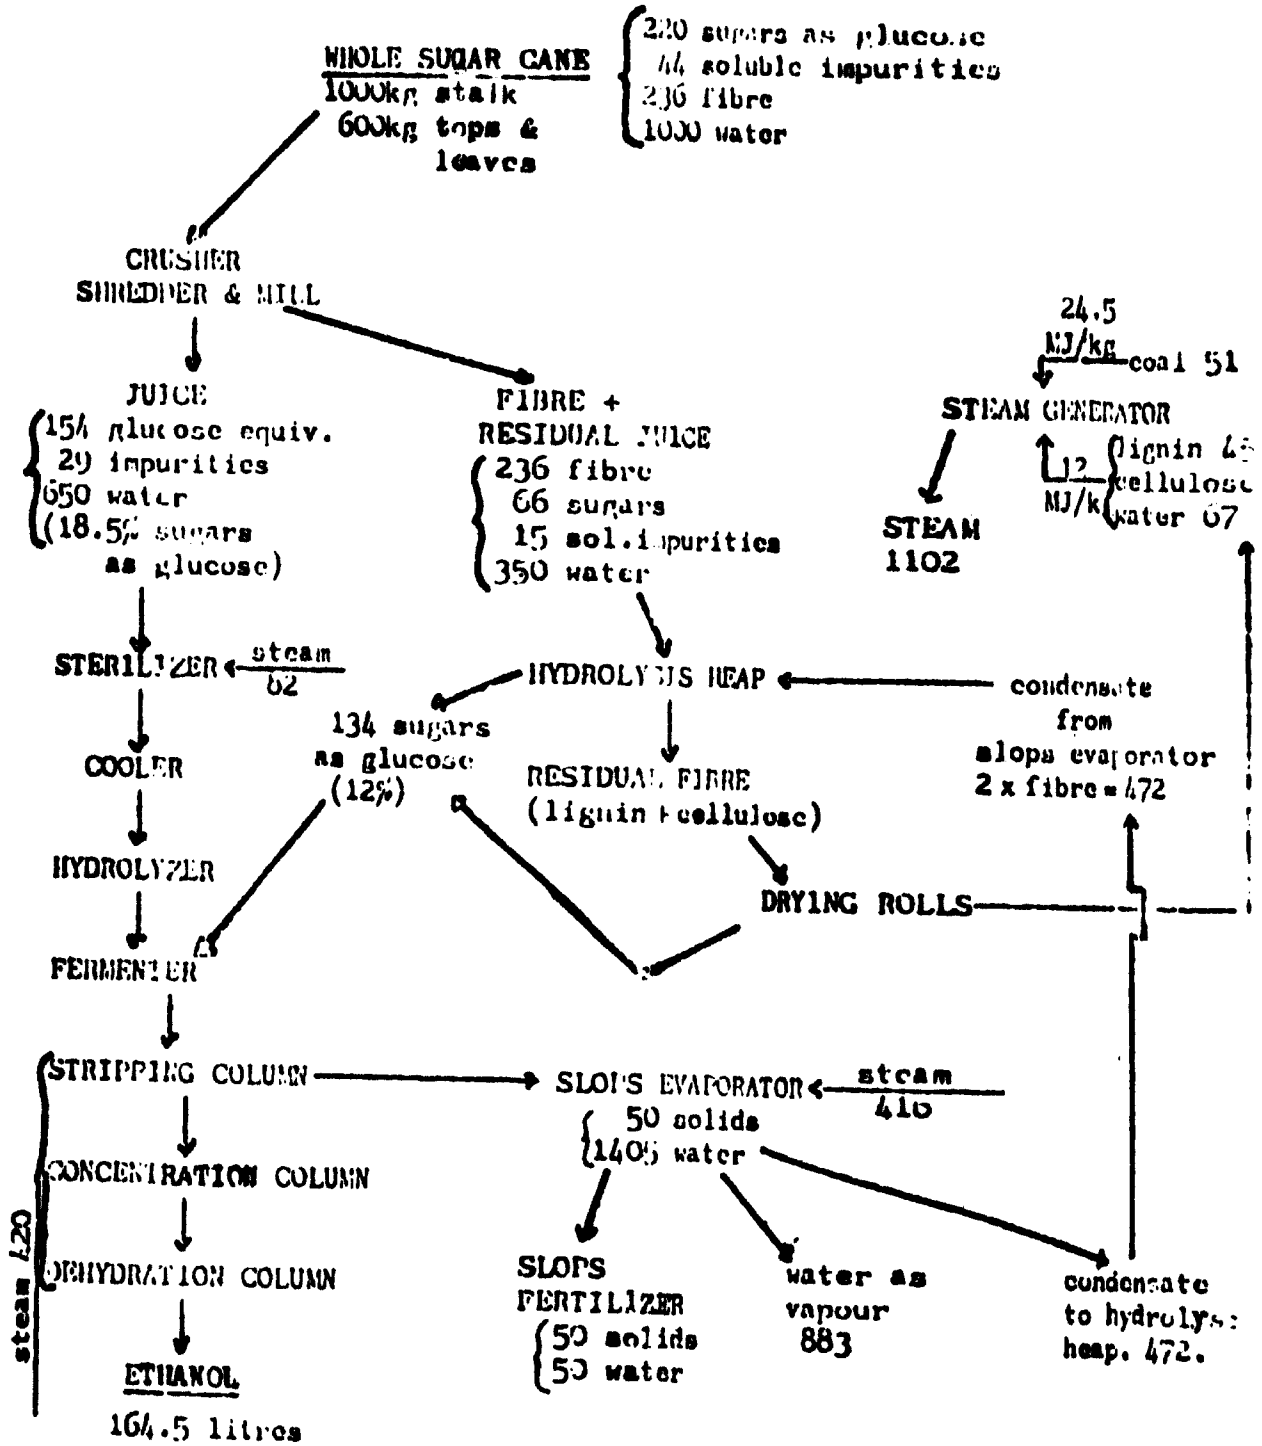 WHOLE SUGAR CANE
1000kg stalk
600kg tops &
leaves
220 sugars as glucose
44 soluble impurities
236 fibre
1000 water
CRUSHER
SHREDDER & MILL
JUICE
154 glucose equiv.
29 impurities
650 water
(18.5% sugars
as glucose)
FIBRE +
RESIDUAL JUICE
236 fibre
66 sugars
15 sol.impurities
350 water
24.5
MJ/kg
coal 51
STEAM GENERATOR
12
MJ/k
lignin
cellulose
water 67
STEAM
1102
STERILIZER
steam
62
HYDROLYSIS HEAP
condensate
from
slops evaporator
2 x fibre = 472
134 sugars
as glucose
(12%)
COOLER
RESIDUAL FIBRE
(lignin + cellulose)
HYDROLYZER
DRYING ROLLS
FERMENTER
STRIPPING COLUMN
SLOPS EVAPORATOR
steam
416
50 solids
1405 water
CONCENTRATION COLUMN
DEHYDRATION COLUMN
steam 420
SLOPS
FERTILIZER
50 solids
50 water
water as
vapour
883
condensate
to hydrolys:
heap. 472.
ETHANOL
164.5 litres